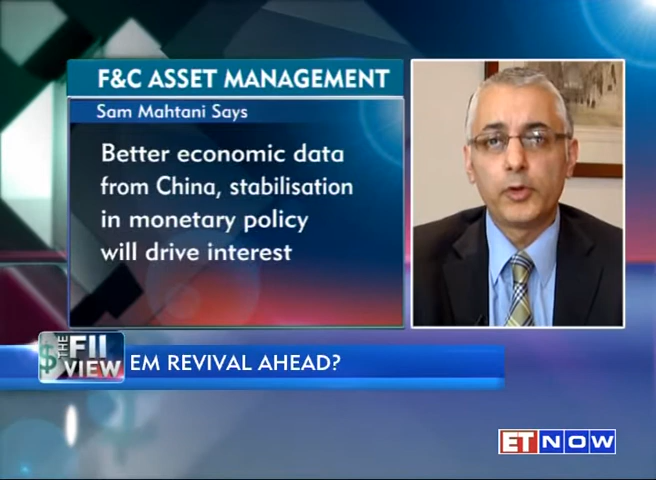 F&C ASSET MANAGEMENT
Sam Mahtani Says
Better economic data
from China, stabilisation
in monetary policy
will drive interest
$ THE FII VIEW
EM REVIVAL AHEAD?
ET NOW